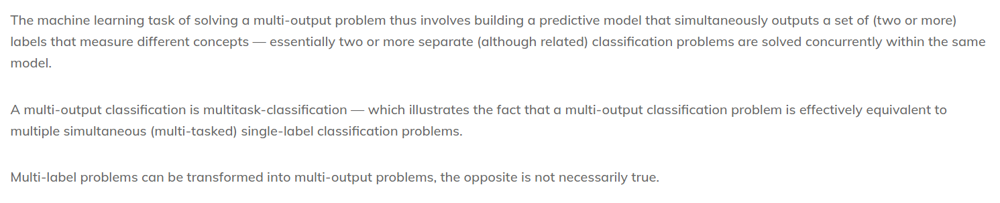 The machine learning task of solving a multi-output problem thus involves building a predictive model that simultaneously outputs a set of (two or more)
labels that measure different concepts — essentially two or more separate (although related) classification problems are solved concurrently within the same
model.
A multi-output classification is multitask-classification — which illustrates the fact that a multi-output classification problem is effectively equivalent to
multiple simultaneous (multi-tasked) single-label classification problems.
Multi-label problems can be transformed into multi-output problems, the opposite is not necessarily true.